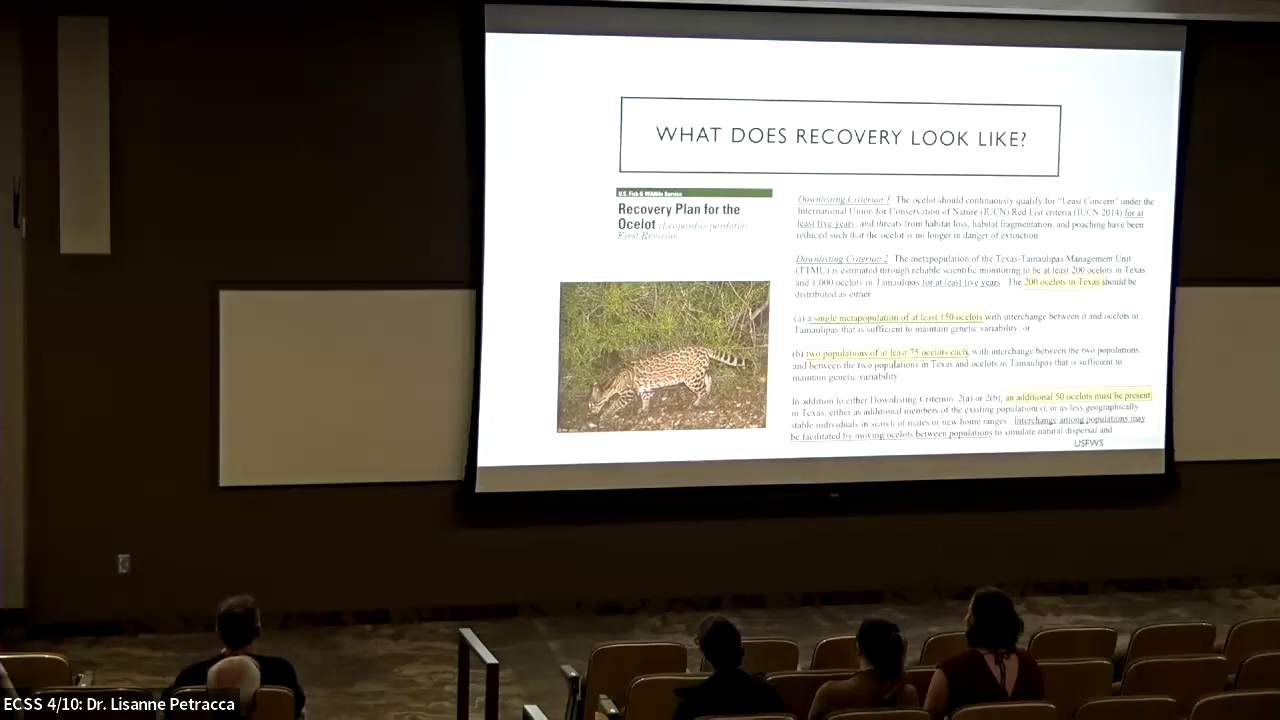 WHAT DOES RECOVERY LOOK LIKE?
U.S. Fish & Wildlife Service
Recovery Plan for the
Ocelot (Leopardus pardalis)
First Revision
Downlisting Criterion 1 The ocelot should continuously qualify for "Least Concern" under the
International Union for Conservation of Nature (IUCN) Red List criteria (IUCN 2014) for at
least five years, and threats from habitat loss, habitat fragmentation, and poaching have been
reduced such that the ocelot is no longer in danger of extinction
Downlisting Criterion 2 The metapopulation of the Texas-Tamaulipas Management Unit
(TTMU) is estimated through reliable scientific monitoring to be at least 200 ocelots in Texas
and 1,000 ocelots in Tamaulipas for at least five years. The 200 ocelots in Texas should be
distributed as either
(a) a single metapopulation of at least 150 ocelots with interchange between it and ocelots in
Tamaulipas that is sufficient to maintain genetic variability, or
(b) two populations of at least 75 ocelots each, with interchange between the two populations,
and between the two populations in Texas and ocelots in Tamaulipas that is sufficient to
maintain genetic variability
In addition to either Downlisting Criterion 2(a) or 2(b), an additional 50 ocelots must be present
in Texas, either as additional members of the existing population(s), or as less geographically
stable individuals in search of mates or new home ranges. Interchange among populations may
be facilitated by moving ocelots between populations to simulate natural dispersal and
USFWS
ECSS 4/10: Dr. Lisanne Petracca